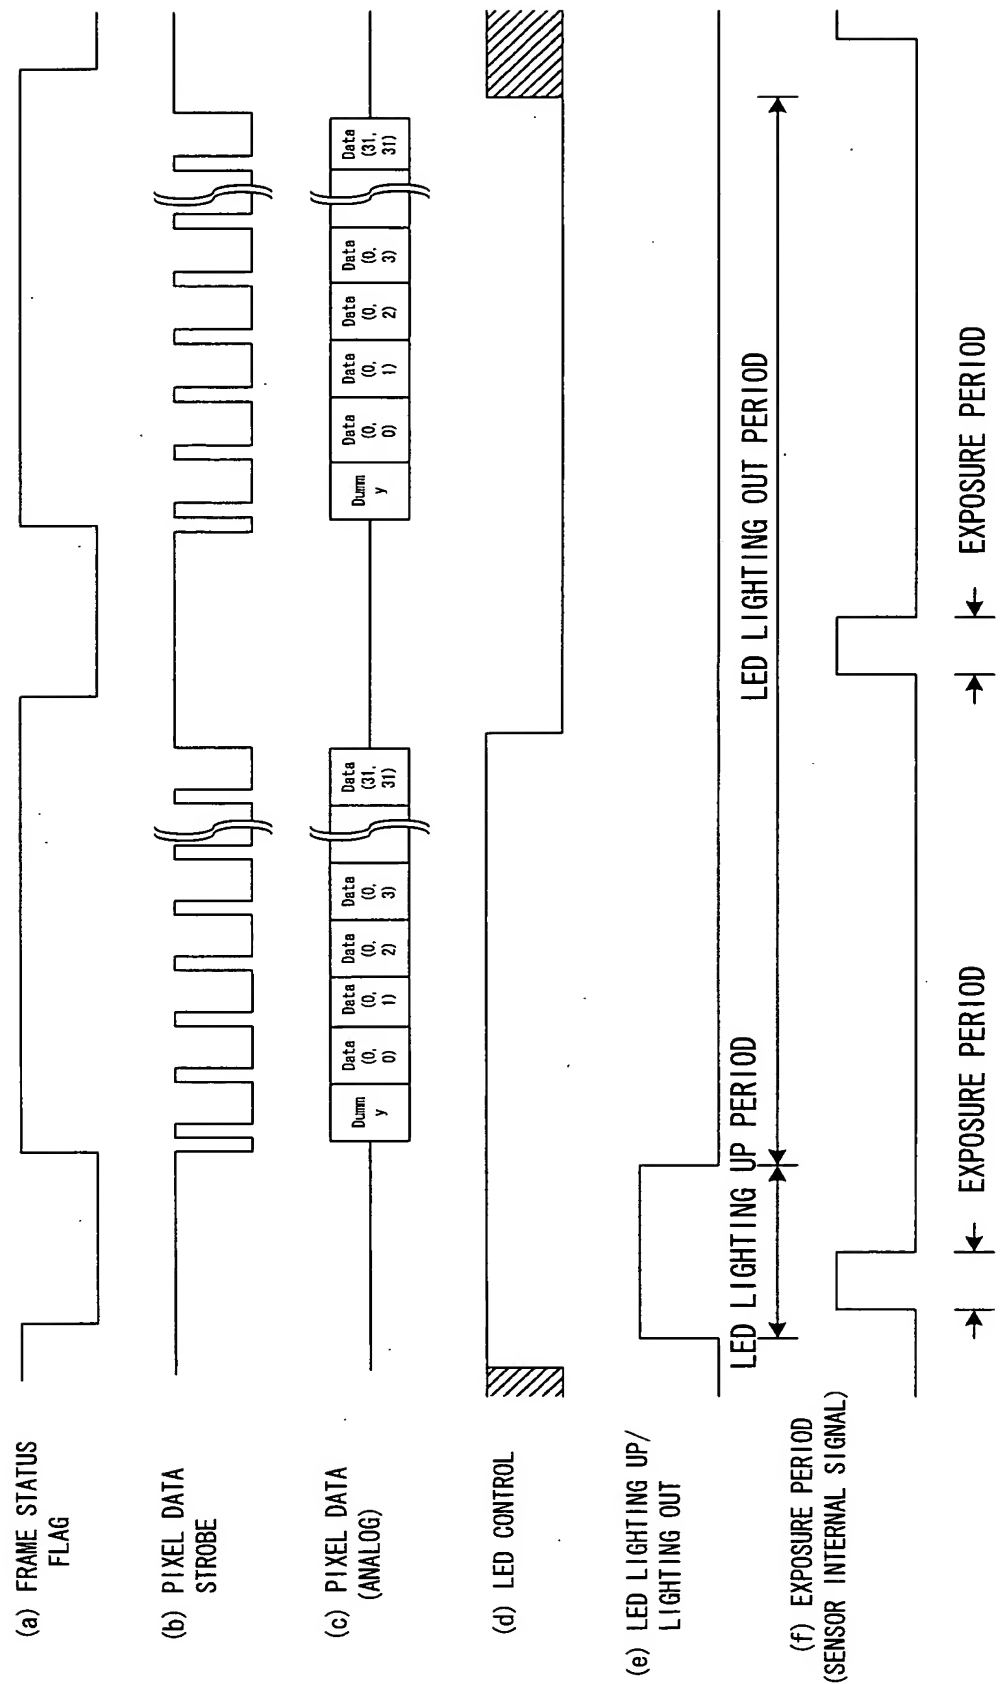 (a) FRAME STATUS
FLAG
(b) PIXEL DATA
STROBE
(c) PIXEL DATA
(ANALOG)
Dumm
y
Data
(0,
0)
Data
(0,
1)
Data
(0,
2)
Data
(0,
3)
Data
(31,
31)
Dumm
y
Data
(0,
0)
Data
(0,
1)
Data
(0,
2)
Data
(0,
3)
Data
(31,
31)
(d) LED CONTROL
(e) LED LIGHTING UP/
LIGHTING OUT
LED LIGHTING UP PERIOD
LED LIGHTING OUT PERIOD
(f) EXPOSURE PERIOD
(SENSOR INTERNAL SIGNAL)
EXPOSURE PERIOD
EXPOSURE PERIOD